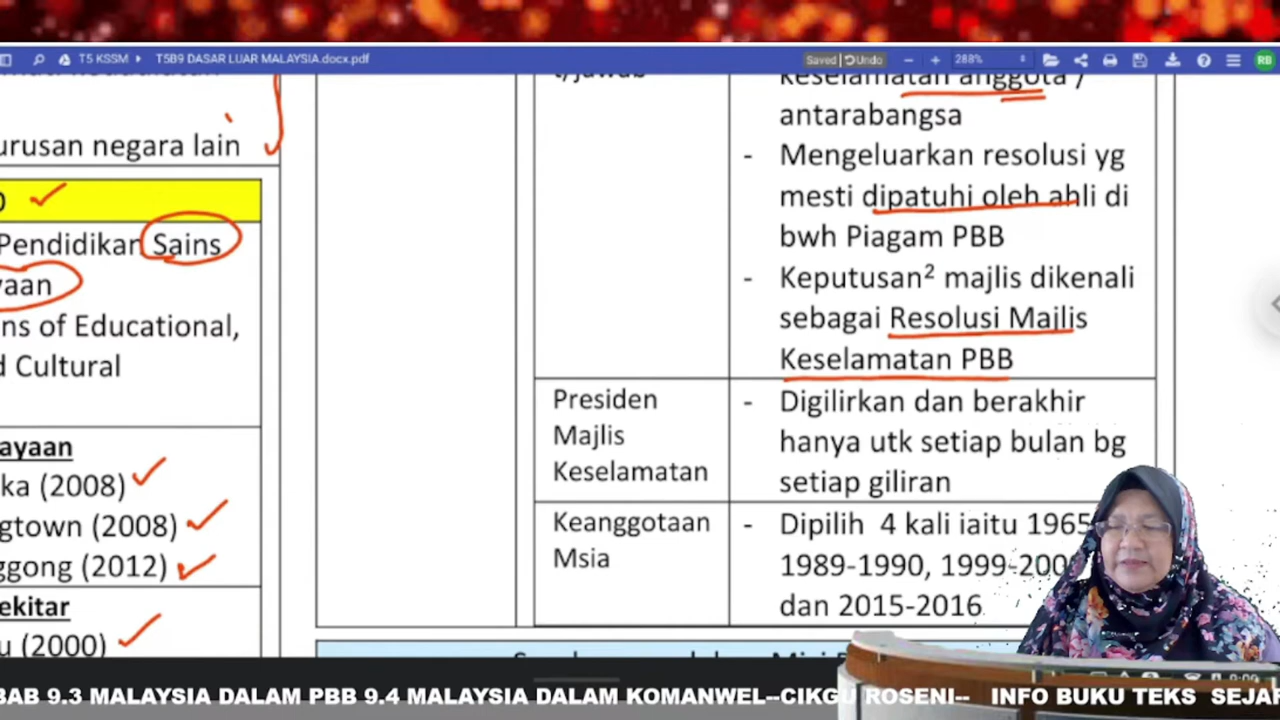 T5 KSSM T5B9 DASAR LUAR MALAYSIA.docx.pdf Saved Undo 288% RB
urusan negara lain
Pendidikan Sains
yaan
ns of Educational,
d Cultural
ayaan
ka (2008)
gtown (2008)
ggong (2012)
ekitar
u (2000)
t/jawab
keselamatan anggota /
antarabangsa
- Mengeluarkan resolusi yg
mesti dipatuhi oleh ahli di
bwh Piagam PBB
- Keputusan² majlis dikenali
sebagai Resolusi Majlis
Keselamatan PBB
Presiden
Majlis
Keselamatan
- Digilirkan dan berakhir
hanya utk setiap bulan bg
setiap giliran
Keanggotaan
Msia
- Dipilih 4 kali iaitu 1965
1989-1990, 1999-200
dan 2015-2016
BAB 9.3 MALAYSIA DALAM PBB 9.4 MALAYSIA DALAM KOMANWEL--CIKGU ROSENI-- INFO BUKU TEKS SEJAR